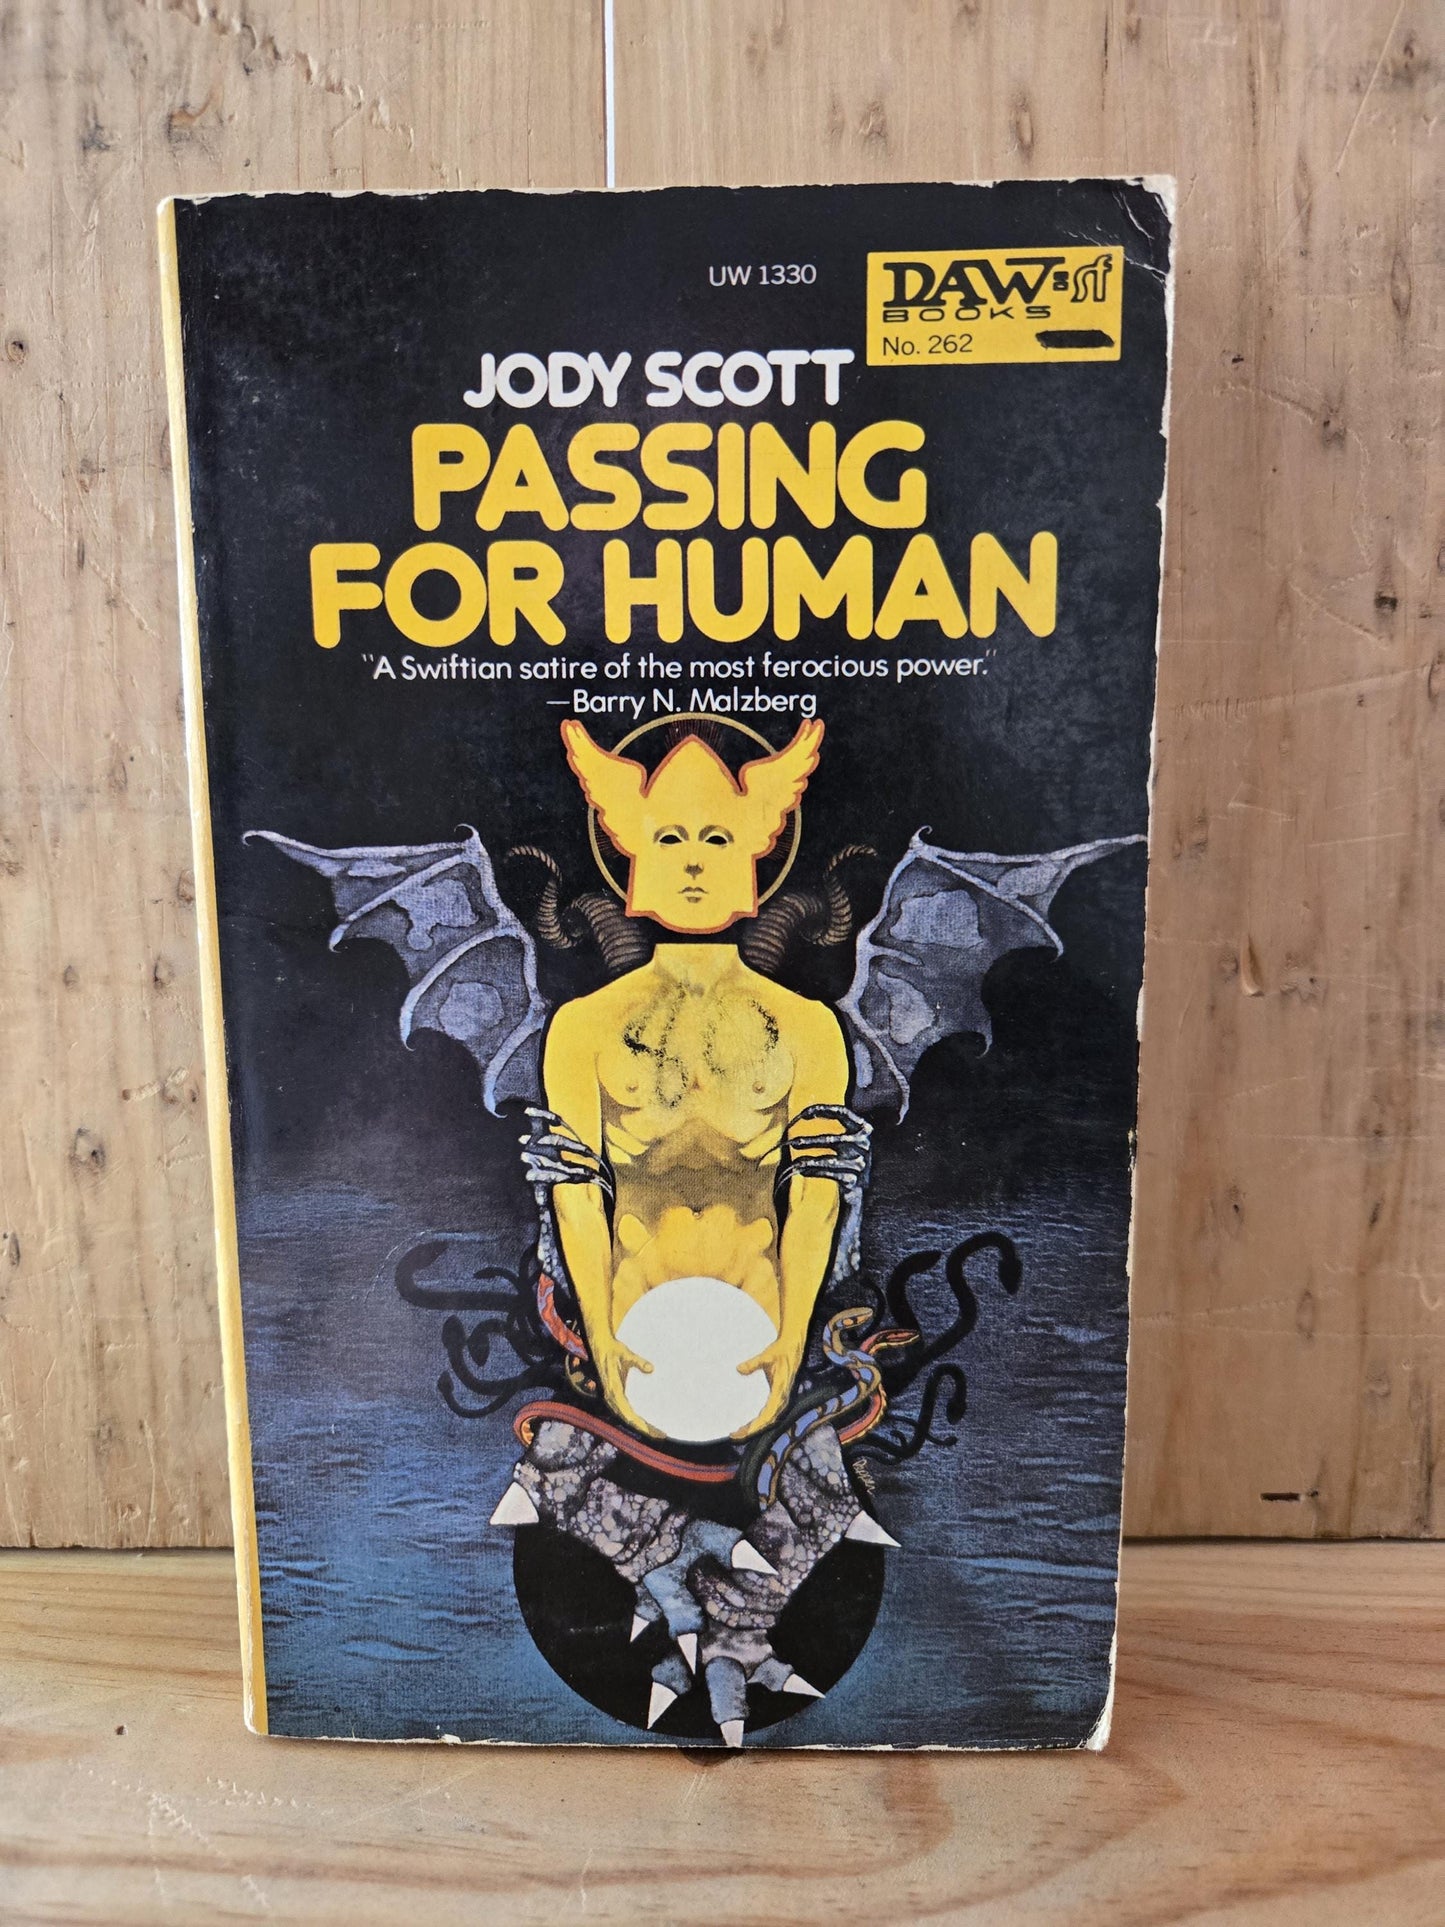 UW 1330
DAW sf
BOOKS
No. 262
JODY SCOTT
PASSING
FOR HUMAN
"A Swiftian satire of the most ferocious power."
—Barry N. Malzberg
80